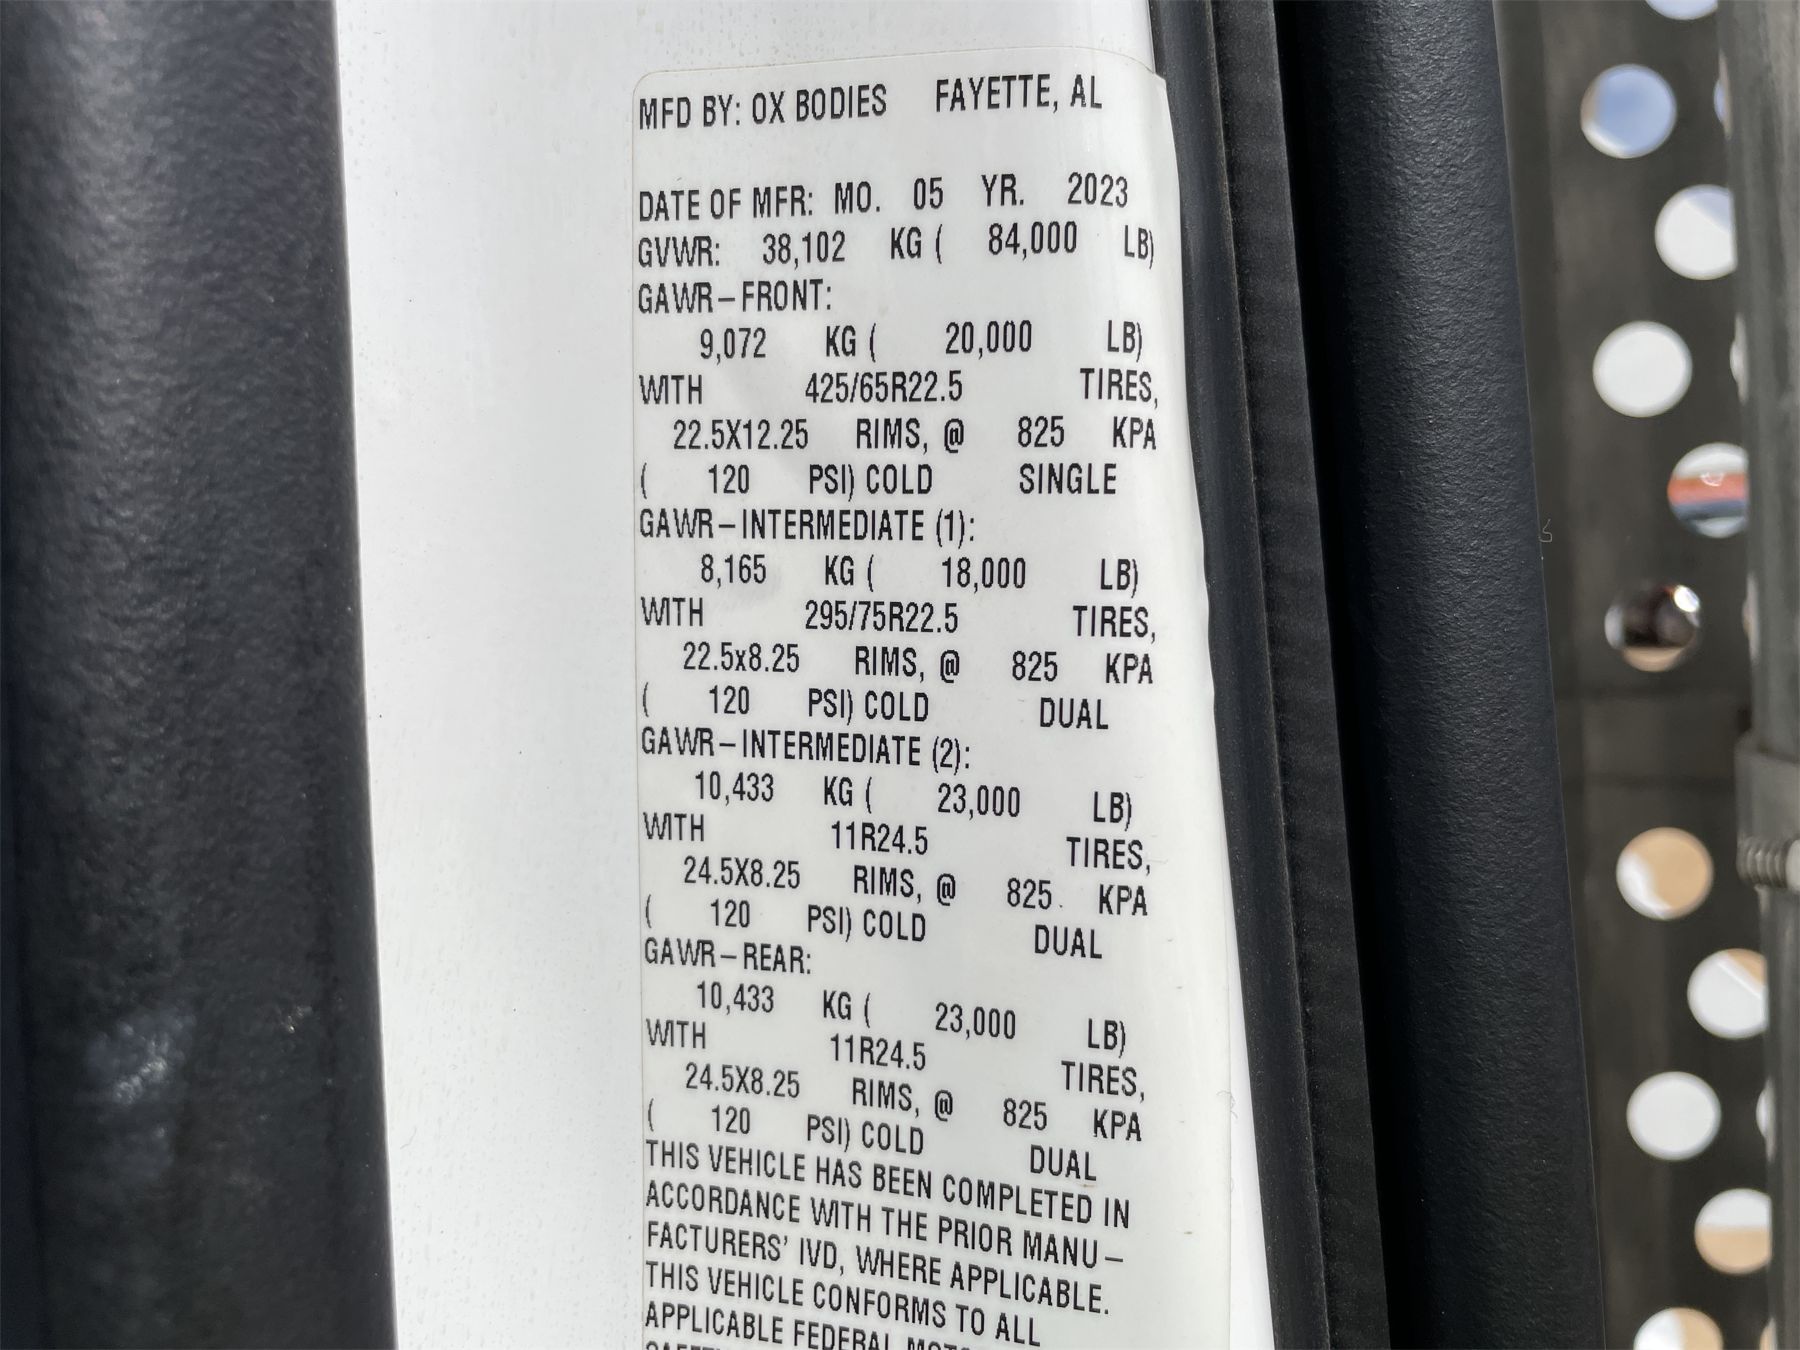 MFD BY: OX BODIES FAYETTE, AL
DATE OF MFR: MO. 05 YR. 2023
GVWR: 38,102 KG ( 84,000 LB)
GAWR–FRONT:
9,072 KG ( 20,000 LB)
WITH 425/65R22.5 TIRES,
22.5X12.25 RIMS, @ 825 KPA
( 120 PSI) COLD SINGLE
GAWR–INTERMEDIATE (1):
8,165 KG ( 18,000 LB)
WITH 295/75R22.5 TIRES,
22.5x8.25 RIMS, @ 825 KPA
( 120 PSI) COLD DUAL
GAWR–INTERMEDIATE (2):
10,433 KG ( 23,000 LB)
WITH 11R24.5 TIRES,
24.5X8.25 RIMS, @ 825 KPA
( 120 PSI) COLD DUAL
GAWR–REAR:
10,433 KG ( 23,000 LB)
WITH 11R24.5 TIRES,
24.5X8.25 RIMS, @ 825 KPA
( 120 PSI) COLD DUAL
THIS VEHICLE HAS BEEN COMPLETED IN
ACCORDANCE WITH THE PRIOR MANU–
FACTURERS' IVD, WHERE APPLICABLE.
THIS VEHICLE CONFORMS TO ALL
APPLICABLE FEDERAL